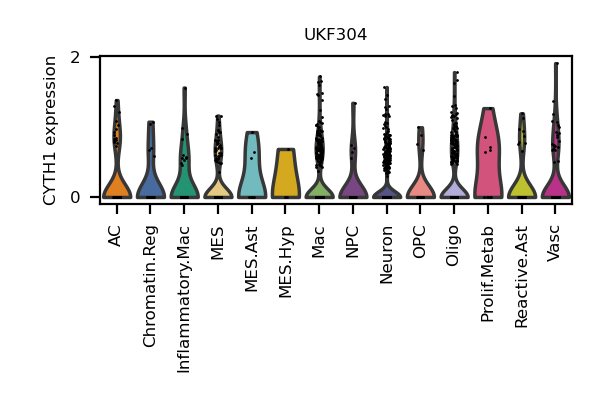 UKF304
CYTH1 expression
2
0
AC
Chromatin.Reg
Inflammatory.Mac
MES
MES.Ast
MES.Hyp
Mac
NPC
Neuron
OPC
Oligo
Prolif.Metab
Reactive.Ast
Vasc